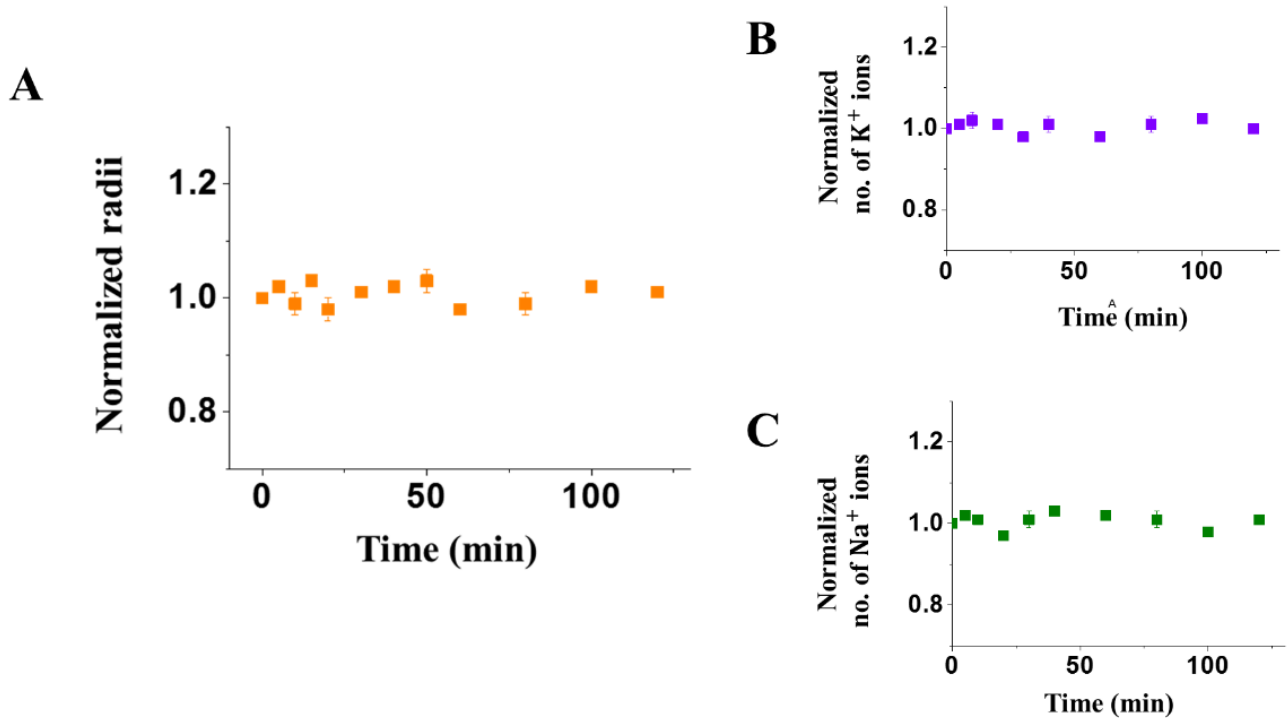 A
Normalized radii
1.2
1.0
0.8
0
50
100
Time (min)
B
Normalized
no. of K⁺ ions
1.2
1.0
0.8
0
50
100
A
Time (min)
C
Normalized
no. of Na⁺ ions
1.2
1.0
0.8
0
50
100
Time (min)